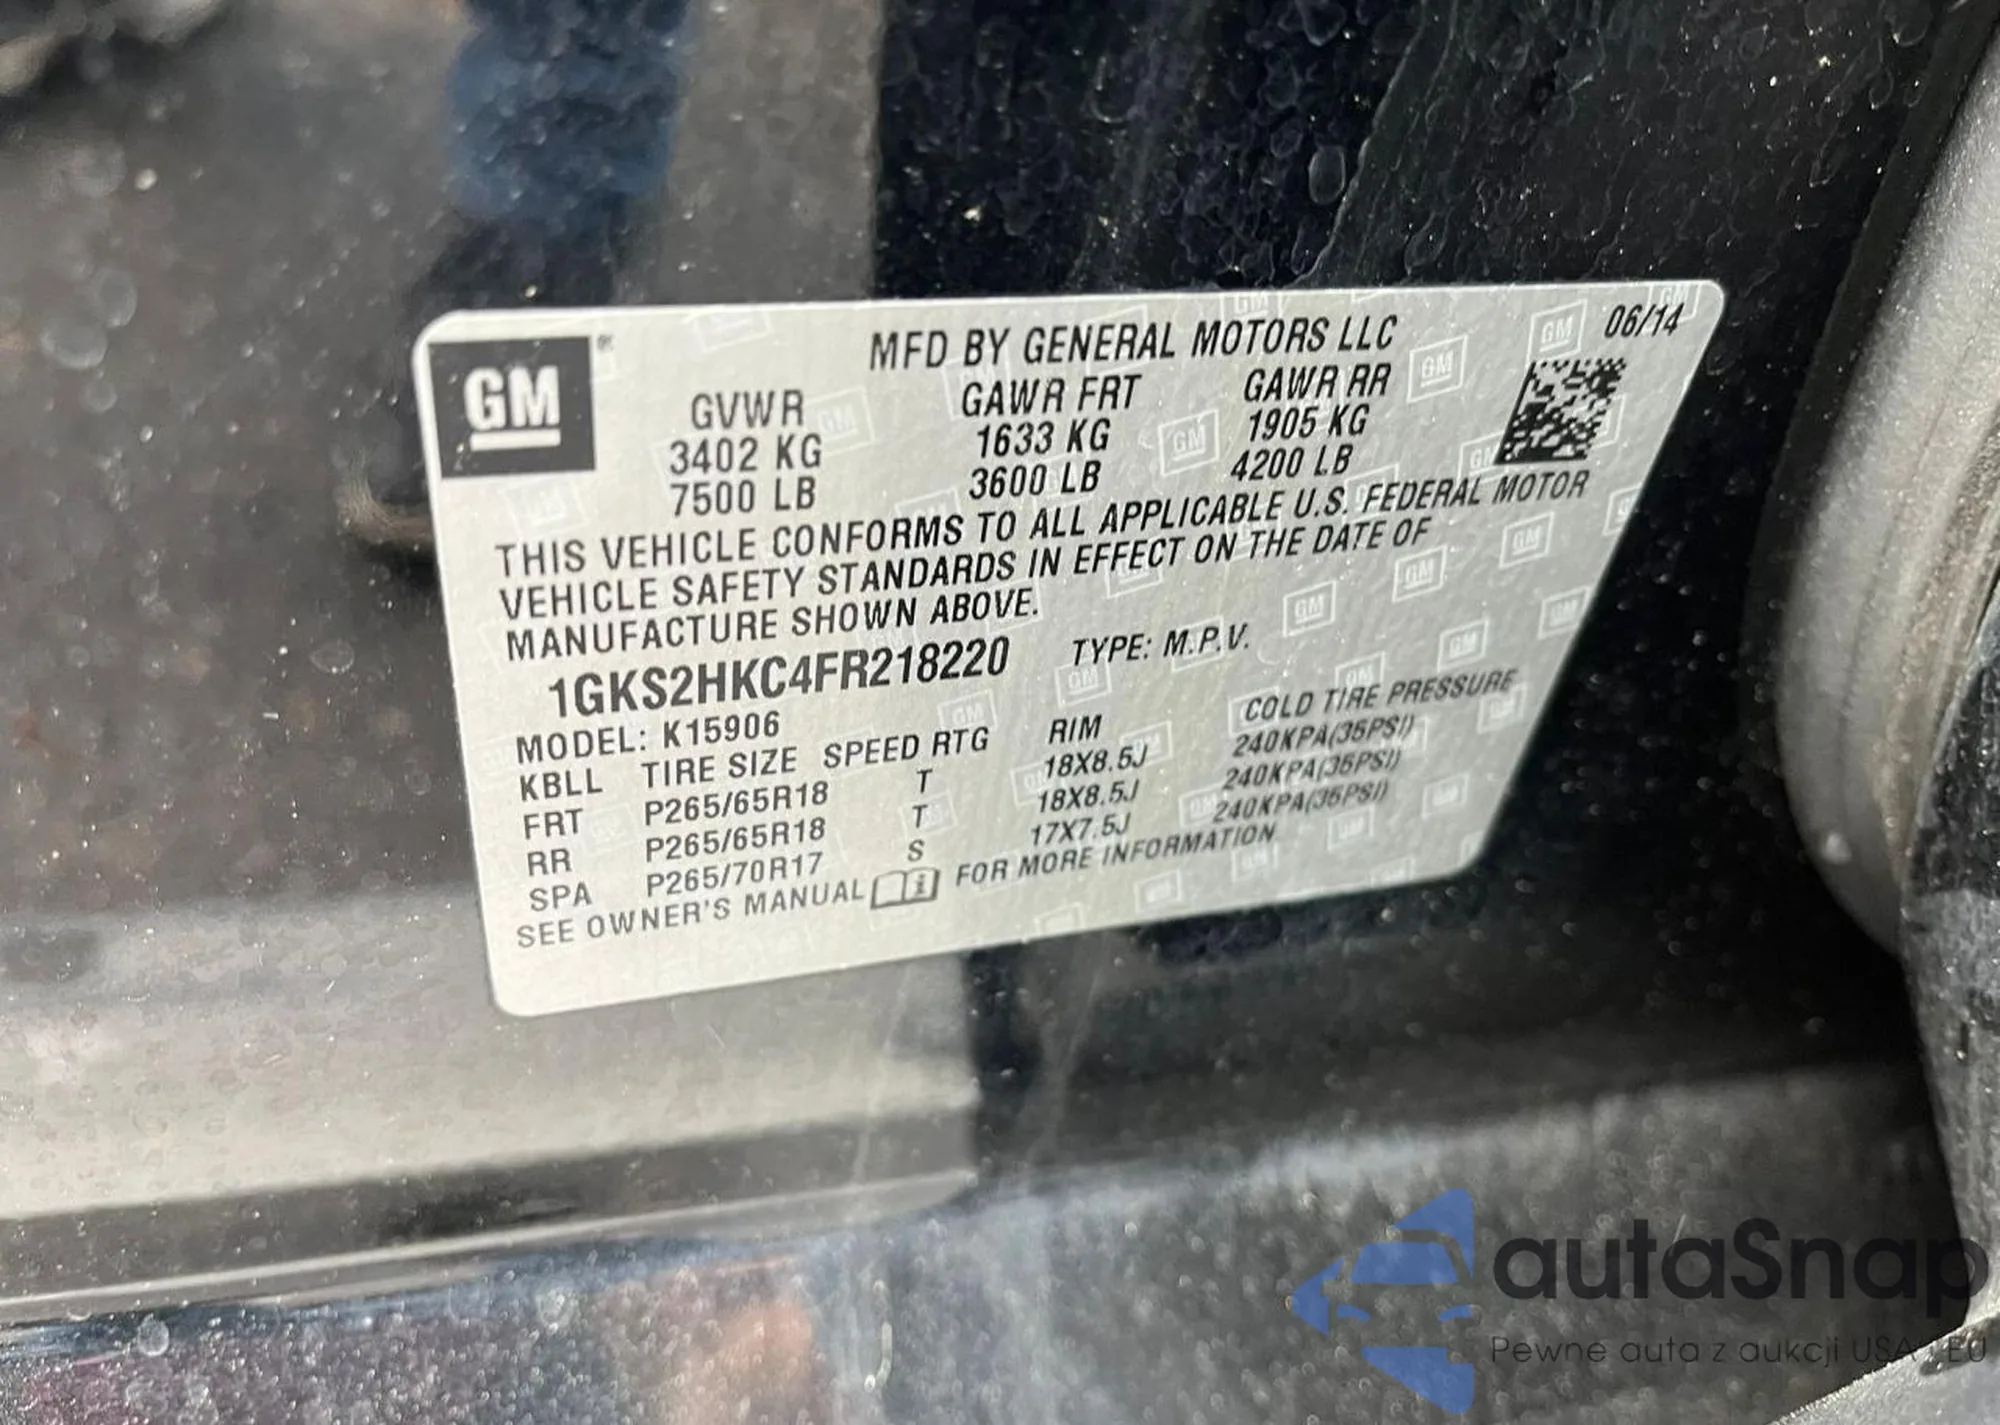 GM
MFD BY GENERAL MOTORS LLC
06/14
GVWR GAWR FRT GAWR RR
3402 KG 1633 KG 1905 KG
7500 LB 3600 LB 4200 LB
THIS VEHICLE CONFORMS TO ALL APPLICABLE U.S. FEDERAL MOTOR
VEHICLE SAFETY STANDARDS IN EFFECT ON THE DATE OF
MANUFACTURE SHOWN ABOVE.
1GKS2HKC4FR218220 TYPE: M.P.V.
MODEL: K15906
KBLL TIRE SIZE SPEED RTG RIM COLD TIRE PRESSURE
FRT P265/65R18 T 18X8.5J 240KPA(35PSI)
RR P265/65R18 T 18X8.5J 240KPA(35PSI)
SPA P265/70R17 S 17X7.5J 240KPA(35PSI)
SEE OWNER'S MANUAL FOR MORE INFORMATION
autaSnap
Pewne auta z aukcji USA i EU